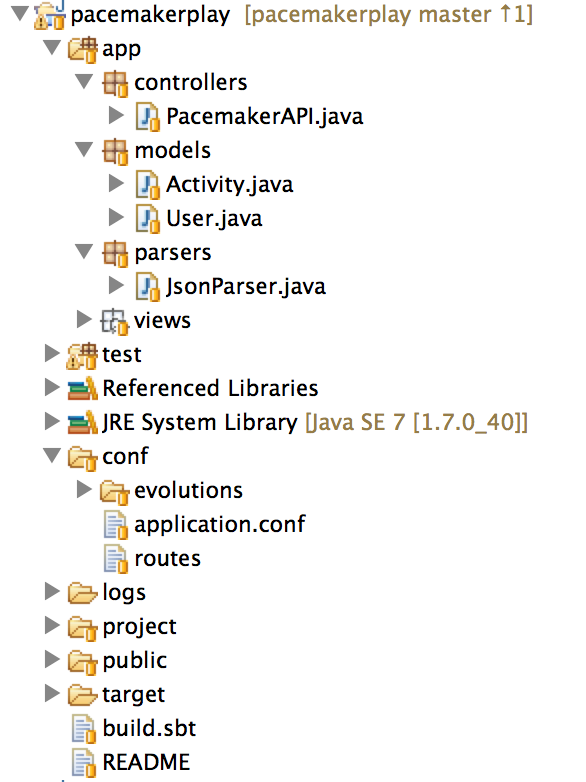 pacemakerplay [pacemakerplay master ↑1]
app
controllers
PacemakerAPI.java
models
Activity.java
User.java
parsers
JsonParser.java
views
test
Referenced Libraries
JRE System Library [Java SE 7 [1.7.0_40]]
conf
evolutions
application.conf
routes
logs
project
public
target
build.sbt
README